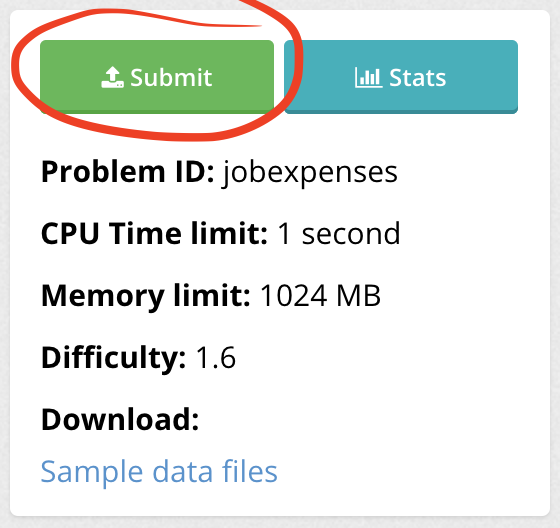 Submit
Stats
Problem ID: jobexpenses
CPU Time limit: 1 second
Memory limit: 1024 MB
Difficulty: 1.6
Download:
Sample data files